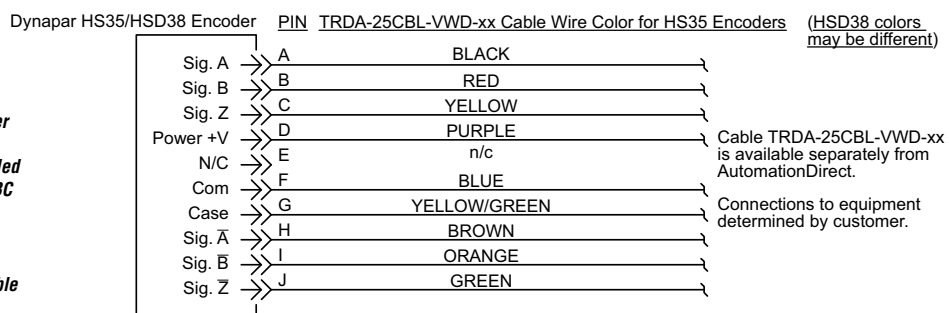 Dynapar HS35/HSD38 Encoder PIN TRDA-25CBL-VWD-xx Cable Wire Color for HS35 Encoders (HSD38 colors
may be different)
Sig. A A BLACK
Sig. B B RED
Sig. Z C YELLOW
Power +V D PURPLE
N/C E n/c
Com F BLUE
Case G YELLOW/GREEN
Sig. A̅ H BROWN
Sig. B̅ I ORANGE
Sig. Z̅ J GREEN
Cable TRDA-25CBL-VWD-xx
is available separately from
AutomationDirect.
Connections to equipment
determined by customer.